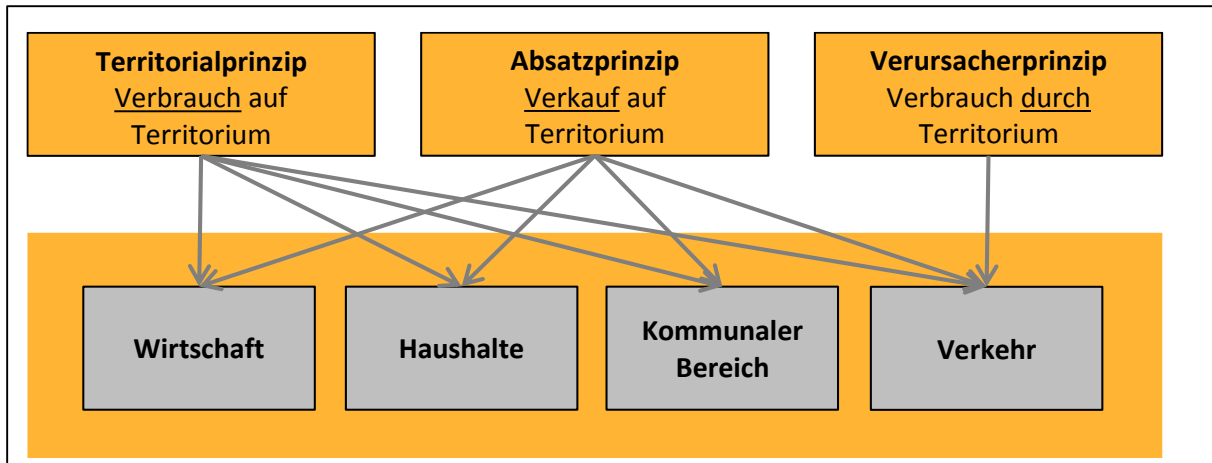 Territorialprinzip
Verbrauch auf
Territorium
Absatzprinzip
Verkauf auf
Territorium
Verursacherprinzip
Verbrauch durch
Territorium
Wirtschaft
Haushalte
Kommunaler
Bereich
Verkehr